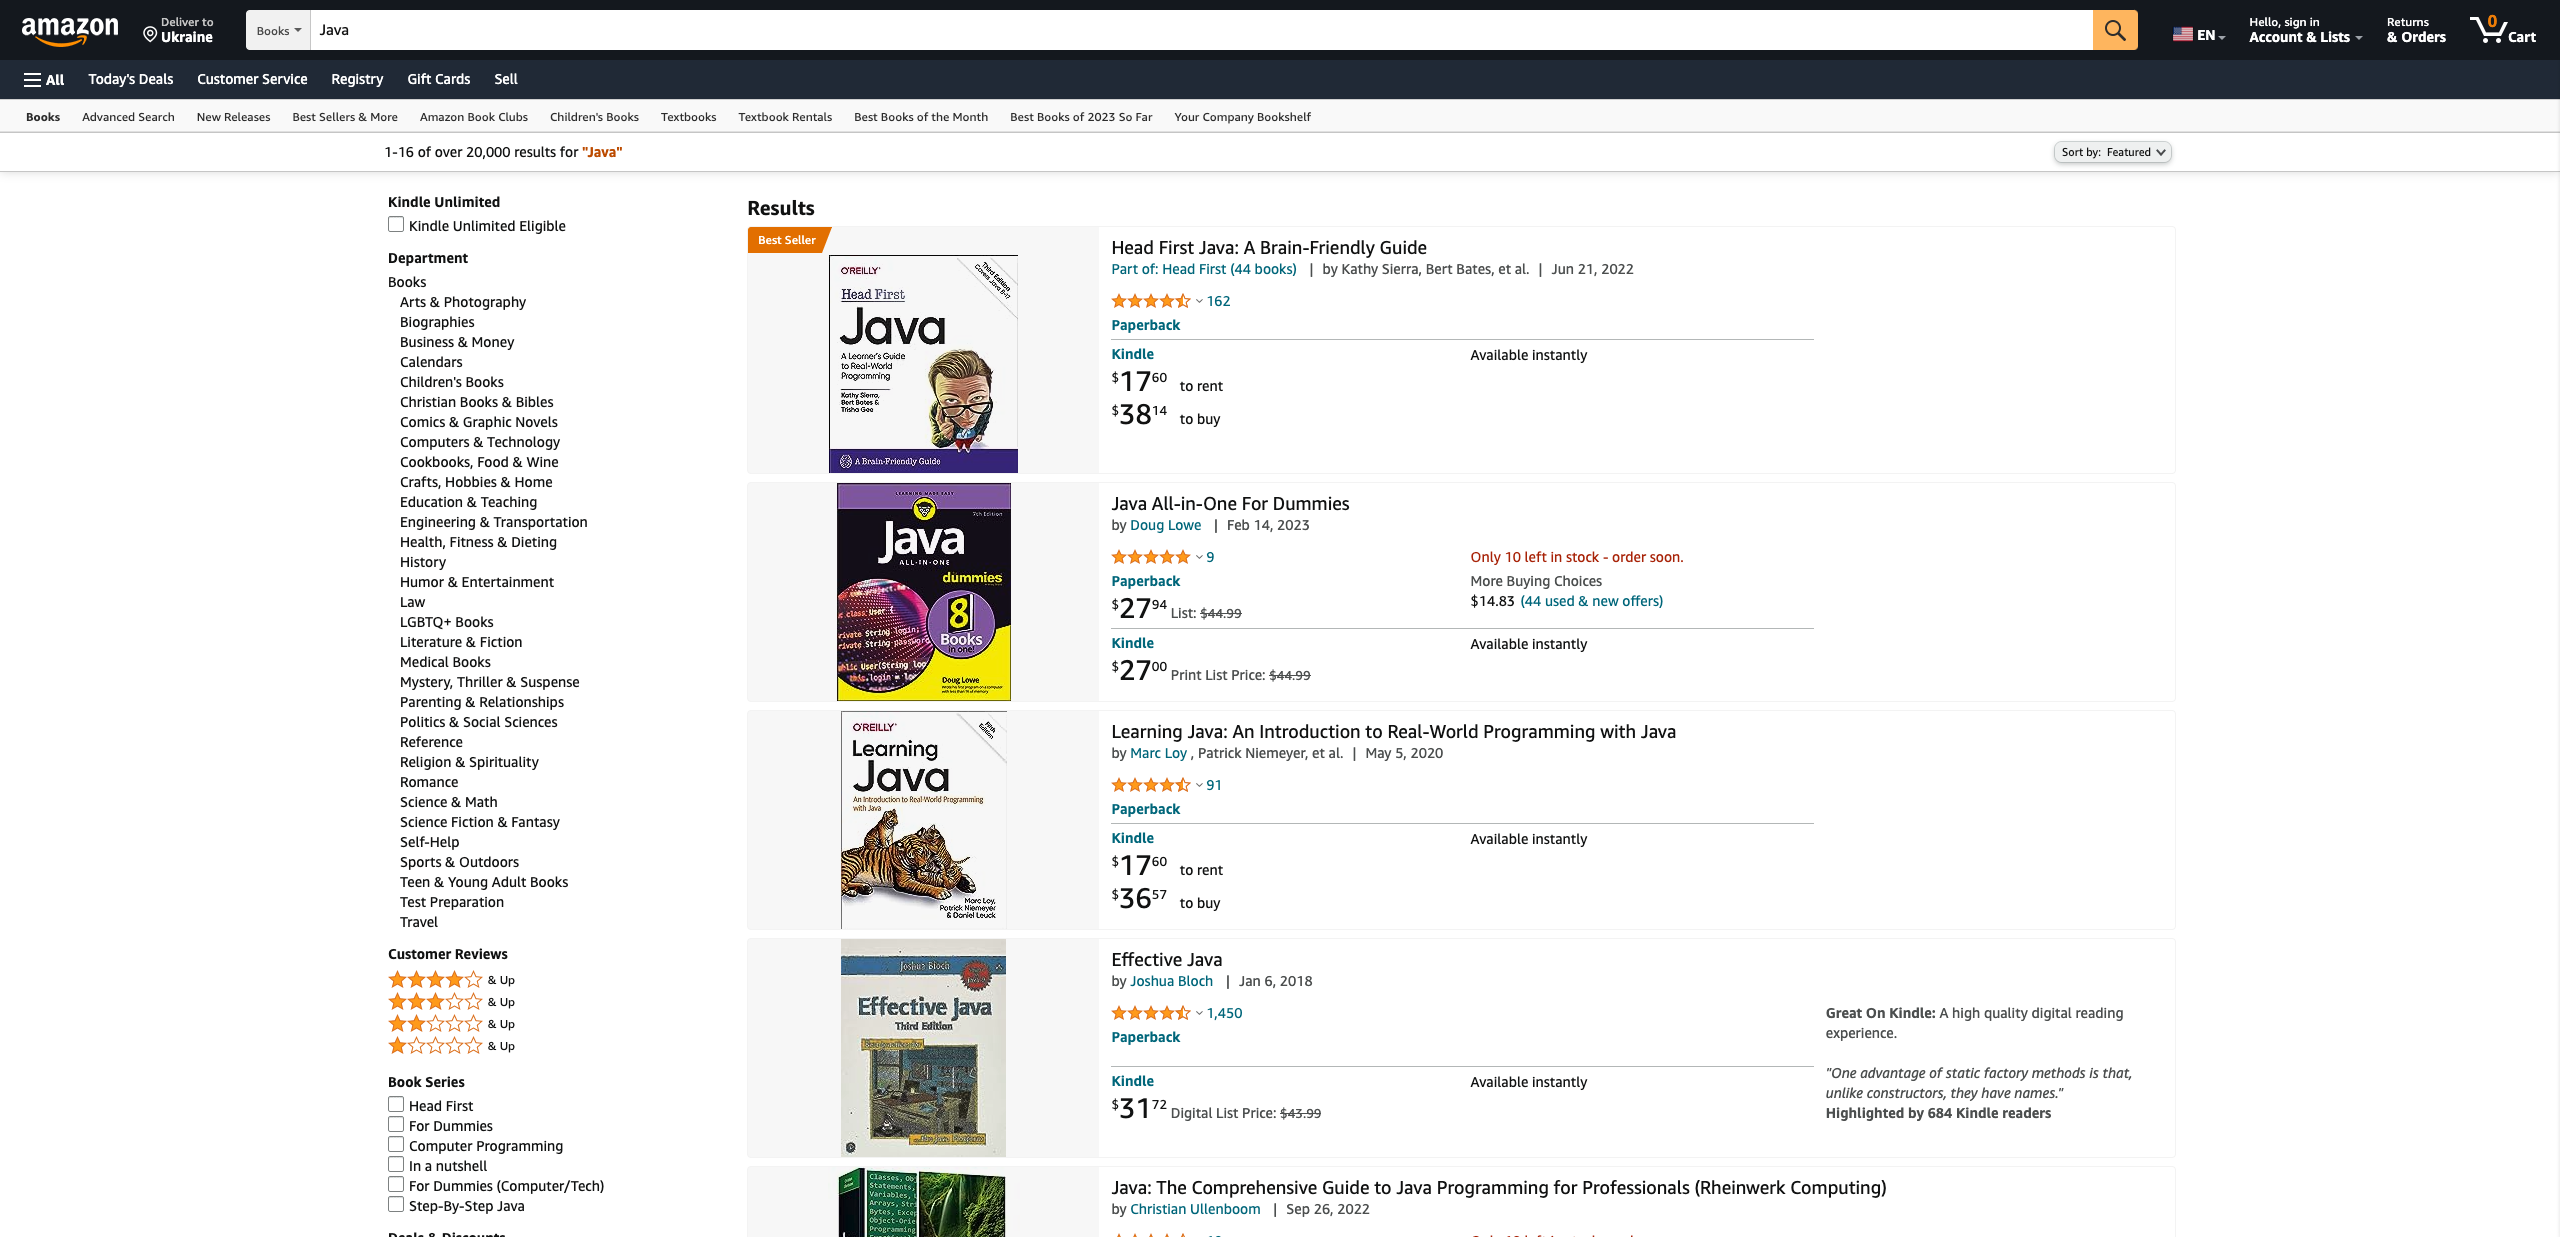 amazon
Deliver to
Ukraine
Books
Java
EN
Hello, sign in
Account & Lists
Returns
& Orders
0
Cart
All
Today's Deals
Customer Service
Registry
Gift Cards
Sell
Books
Advanced Search
New Releases
Best Sellers & More
Amazon Book Clubs
Children's Books
Textbooks
Textbook Rentals
Best Books of the Month
Best Books of 2023 So Far
Your Company Bookshelf
1-16 of over 20,000 results for "Java"
Sort by: Featured
Kindle Unlimited
Kindle Unlimited Eligible
Department
Books
Arts & Photography
Biographies
Business & Money
Calendars
Children's Books
Christian Books & Bibles
Comics & Graphic Novels
Computers & Technology
Cookbooks, Food & Wine
Crafts, Hobbies & Home
Education & Teaching
Engineering & Transportation
Health, Fitness & Dieting
History
Humor & Entertainment
Law
LGBTQ+ Books
Literature & Fiction
Medical Books
Mystery, Thriller & Suspense
Parenting & Relationships
Politics & Social Sciences
Reference
Religion & Spirituality
Romance
Science & Math
Science Fiction & Fantasy
Self-Help
Sports & Outdoors
Teen & Young Adult Books
Test Preparation
Travel
Customer Reviews
& Up
& Up
& Up
& Up
Book Series
Head First
For Dummies
Computer Programming
In a nutshell
For Dummies (Computer/Tech)
Step-By-Step Java
Deals & Discounts
Results
Best Seller
O'REILLY
Third Edition
Covers Java 8-17
Head First
Java
A Learner's Guide
to Real-World
Programming
Kathy Sierra,
Bert Bates &
Trisha Gee
A Brain-Friendly Guide
Head First Java: A Brain-Friendly Guide
Part of: Head First (44 books) | by Kathy Sierra, Bert Bates, et al. | Jun 21, 2022
162
Paperback
Kindle
Available instantly
$17 60 to rent
$38 14 to buy
LEARNING MADE EASY
7th Edition
Java
ALL-IN-ONE
dummies
8
Books
in one!
Doug Lowe
Java All-in-One For Dummies
by Doug Lowe | Feb 14, 2023
9
Only 10 left in stock - order soon.
Paperback
More Buying Choices
$27 94 List: $44.99
$14.83 (44 used & new offers)
Kindle
Available instantly
$27 00 Print List Price: $44.99
O'REILLY
Fifth
Edition
Learning
Java
An Introduction to Real-World Programming
with Java
Marc Loy,
Patrick Niemeyer
& Daniel Leuck
Learning Java: An Introduction to Real-World Programming with Java
by Marc Loy , Patrick Niemeyer, et al. | May 5, 2020
91
Paperback
Kindle
Available instantly
$17 60 to rent
$36 57 to buy
Joshua Bloch
Effective Java
Third Edition
Effective Java
by Joshua Bloch | Jan 6, 2018
1,450
Paperback
Kindle
Available instantly
$31 72 Digital List Price: $43.99
Great On Kindle: A high quality digital reading
experience.
"One advantage of static factory methods is that,
unlike constructors, they have names."
Highlighted by 684 Kindle readers
Java: The Comprehensive Guide to Java Programming for Professionals (Rheinwerk Computing)
by Christian Ullenboom | Sep 26, 2022